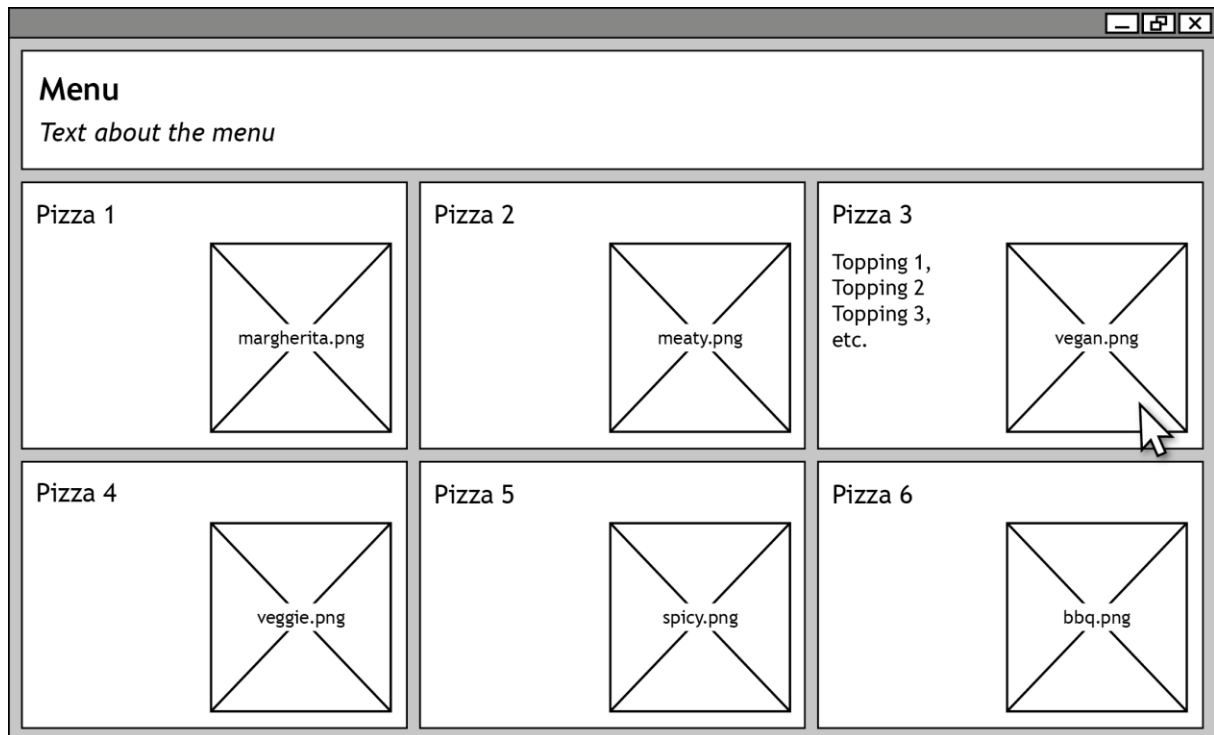 Menu
Text about the menu
Pizza 1
margherita.png
Pizza 2
meaty.png
Pizza 3
Topping 1,
Topping 2
Topping 3,
etc.
vegan.png
Pizza 4
veggie.png
Pizza 5
spicy.png
Pizza 6
bbq.png